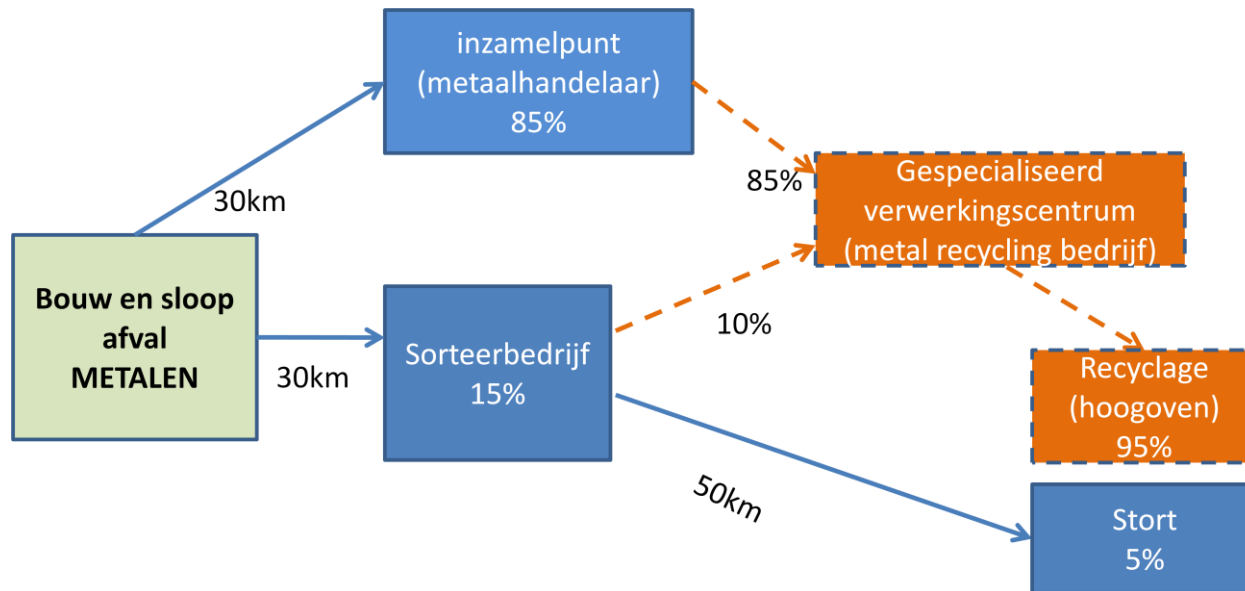 inzamelpunt
(metaalhandelaar)
85%
30km
85%
Gespecialiseerd
verwerkingscentrum
(metal recycling bedrijf)
Bouw en sloop
afval
METALEN
30km
Sorteerbedrijf
15%
10%
50km
Recyclage
(hoogoven)
95%
Stort
5%